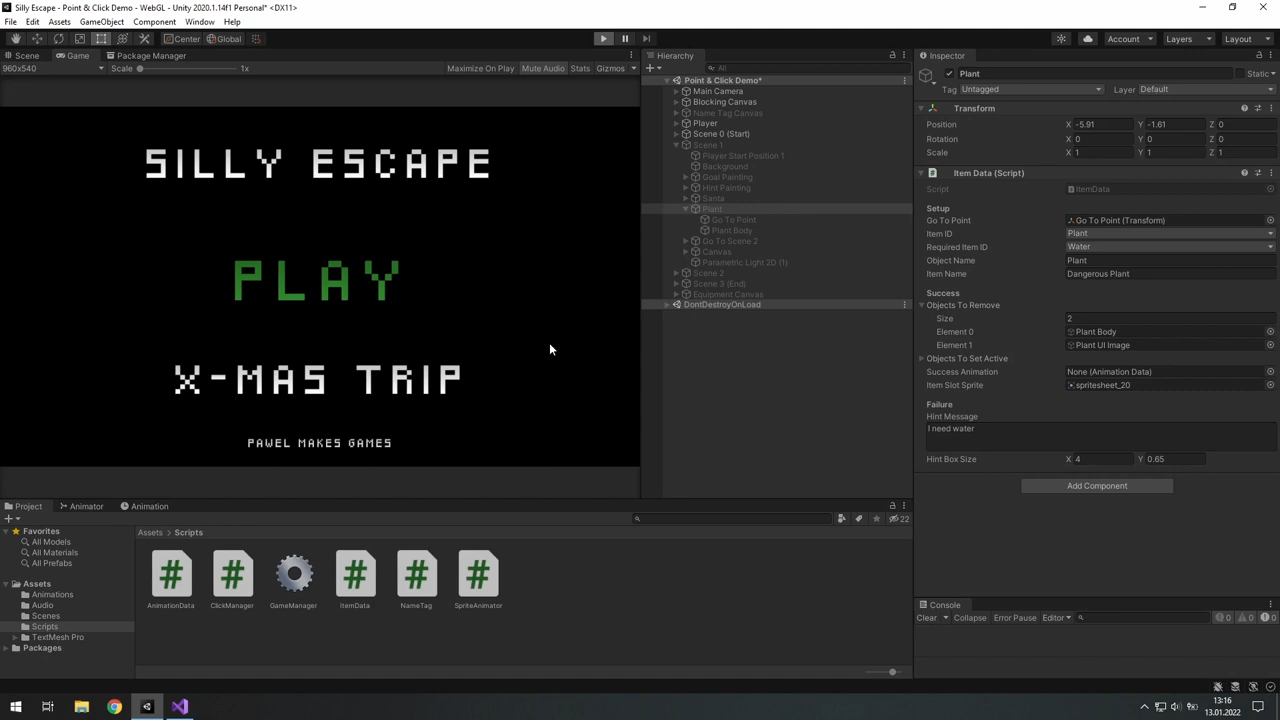 Silly Escape - Point & Click Demo - WebGL - Unity 2020.1.14f1 Personal* <DX11>
File Edit Assets GameObject Component Window Help
Center Global Account Layers Layout
Scene Game Package Manager
960x540 Scale 1x Maximize On Play Mute Audio Stats Gizmos
SILLY ESCAPE
PLAY
X-MAS TRIP
PAWEL MAKES GAMES
Hierarchy
All
Point & Click Demo*
Main Camera
Blocking Canvas
Name Tag Canvas
Player
Scene 0 (Start)
Scene 1
Player Start Position 1
Background
Goal Painting
Hint Painting
Santa
Plant
Go To Point
Plant Body
Go To Scene 2
Canvas
Parametric Light 2D (1)
Scene 2
Scene 3 (End)
Equipment Canvas
DontDestroyOnLoad
Inspector
Plant Static
Tag Untagged Layer Default
Transform
Position X -5.91 Y -1.61 Z 0
Rotation X 0 Y 0 Z 0
Scale X 1 Y 1 Z 1
# Item Data (Script)
Script ItemData
Setup
Go To Point Go To Point (Transform)
Item ID Plant
Required Item ID Water
Object Name Plant
Item Name Dangerous Plant
Success
Objects To Remove
Size 2
Element 0 Plant Body
Element 1 Plant UI Image
Objects To Set Active
Success Animation None (Animation Data)
Item Slot Sprite spritesheet_20
Failure
Hint Message
I need water
Hint Box Size X 4 Y 0.65
Add Component
Project Animator Animation
22
Favorites
All Models
All Materials
All Prefabs
Assets
Animations
Audio
Scenes
Scripts
TextMesh Pro
Packages
Assets > Scripts
# # # # #
AnimationData ClickManager GameManager ItemData NameTag SpriteAnimator
Console
Clear Collapse Error Pause Editor 0 0 0
13:16
13.01.2022